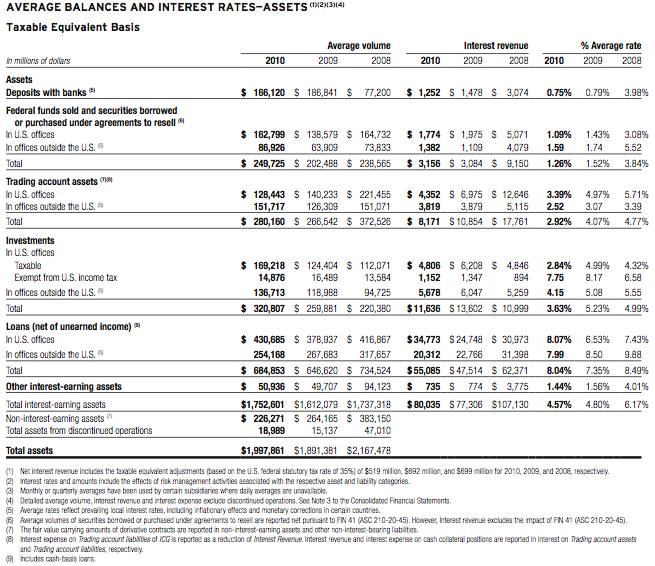 AVERAGE BALANCES AND INTEREST RATES—ASSETS (1)(2)(3)(4)
Taxable Equivalent Basis
Average volume Interest revenue % Average rate
In millions of dollars 2010 2009 2008 2010 2009 2008 2010 2009 2008
Assets
Deposits with banks (5) $ 166,120 $ 186,841 $ 77,200 $ 1,252 $ 1,478 $ 3,074 0.75% 0.79% 3.98%
Federal funds sold and securities borrowed
or purchased under agreements to resell (6)
In U.S. offices $ 162,799 $ 138,579 $ 164,732 $ 1,774 $ 1,975 $ 5,071 1.09% 1.43% 3.08%
In offices outside the U.S. (5) 86,926 63,909 73,833 1,382 1,109 4,079 1.59 1.74 5.52
Total $ 249,725 $ 202,488 $ 238,565 $ 3,156 $ 3,084 $ 9,150 1.26% 1.52% 3.84%
Trading account assets (7)(8)
In U.S. offices $ 128,443 $ 140,233 $ 221,455 $ 4,352 $ 6,975 $ 12,646 3.39% 4.97% 5.71%
In offices outside the U.S. (5) 151,717 126,309 151,071 3,819 3,879 5,115 2.52 3.07 3.39
Total $ 280,160 $ 266,542 $ 372,526 $ 8,171 $ 10,854 $ 17,761 2.92% 4.07% 4.77%
Investments
In U.S. offices
Taxable $ 169,218 $ 124,404 $ 112,071 $ 4,806 $ 6,208 $ 4,846 2.84% 4.99% 4.32%
Exempt from U.S. income tax 14,876 16,489 13,584 1,152 1,347 894 7.75 8.17 6.58
In offices outside the U.S. (5) 136,713 118,988 94,725 5,678 6,047 5,259 4.15 5.08 5.55
Total $ 320,807 $ 259,881 $ 220,380 $11,636 $ 13,602 $ 10,999 3.63% 5.23% 4.99%
Loans (net of unearned income) (9)
In U.S. offices $ 430,685 $ 378,937 $ 416,867 $34,773 $ 24,748 $ 30,973 8.07% 6.53% 7.43%
In offices outside the U.S. (5) 254,168 267,683 317,657 20,312 22,766 31,398 7.99 8.50 9.88
Total $ 684,853 $ 646,620 $ 734,524 $55,085 $ 47,514 $ 62,371 8.04% 7.35% 8.49%
Other interest-earning assets $ 50,936 $ 49,707 $ 94,123 $ 735 $ 774 $ 3,775 1.44% 1.56% 4.01%
Total interest-earning assets $1,752,601 $1,612,079 $1,737,318 $80,035 $ 77,306 $107,130 4.57% 4.80% 6.17%
Non-interest-earning assets (7) $ 226,271 $ 264,165 $ 383,150
Total assets from discontinued operations 18,989 15,137 47,010
Total assets $1,997,861 $1,891,381 $2,167,478
(1) Net interest revenue includes the taxable equivalent adjustments (based on the U.S. federal statutory tax rate of 35%) of $519 million, $692 million, and $699 million for 2010, 2009, and 2008, respectively.
(2) Interest rates and amounts include the effects of risk management activities associated with the respective asset and liability categories.
(3) Monthly or quarterly averages have been used by certain subsidiaries where daily averages are unavailable.
(4) Detailed average volume, interest revenue and interest expense exclude discontinued operations. See Note 3 to the Consolidated Financial Statements.
(5) Average rates reflect prevailing local interest rates, including inflationary effects and monetary corrections in certain countries.
(6) Average volumes of securities borrowed or purchased under agreements to resell are reported net pursuant to FIN 41 (ASC 210-20-45). However, Interest revenue excludes the impact of FIN 41 (ASC 210-20-45).
(7) The fair value carrying amounts of derivative contracts are reported in non-interest-earning assets and other non-interest-bearing liabilities.
(8) Interest expense on Trading account liabilities of ICG is reported as a reduction of Interest Revenue. Interest revenue and interest expense on cash collateral positions are reported in interest on Trading account assets
and Trading account liabilities, respectively.
(9) Includes cash-basis loans.